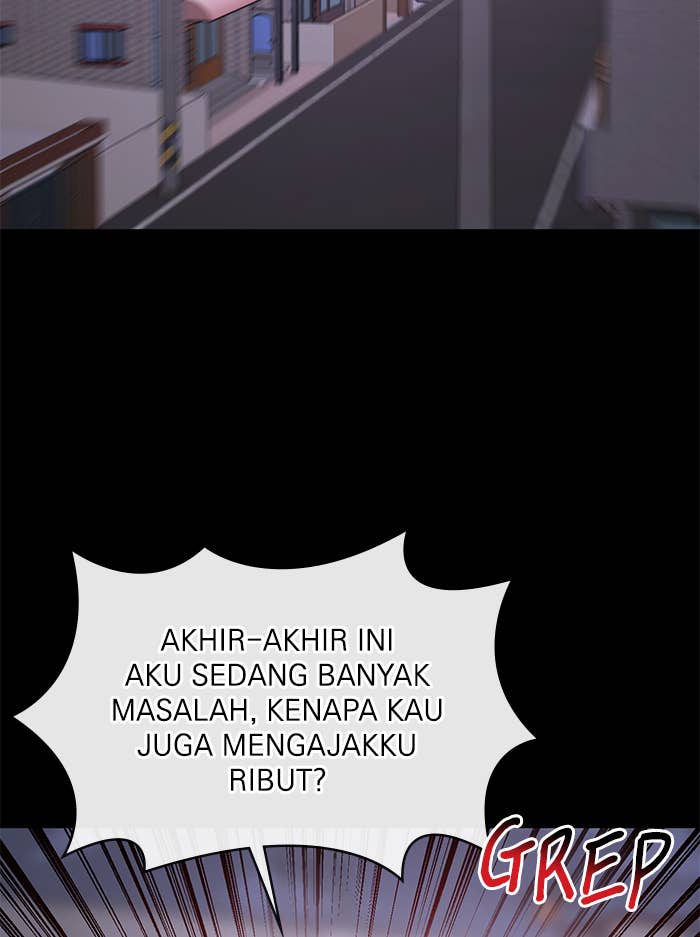 AKHIR-AKHIR INI
AKU SEDANG BANYAK
MASALAH, KENAPA KAU
JUGA MENGAJAKKU
RIBUT?
GREP